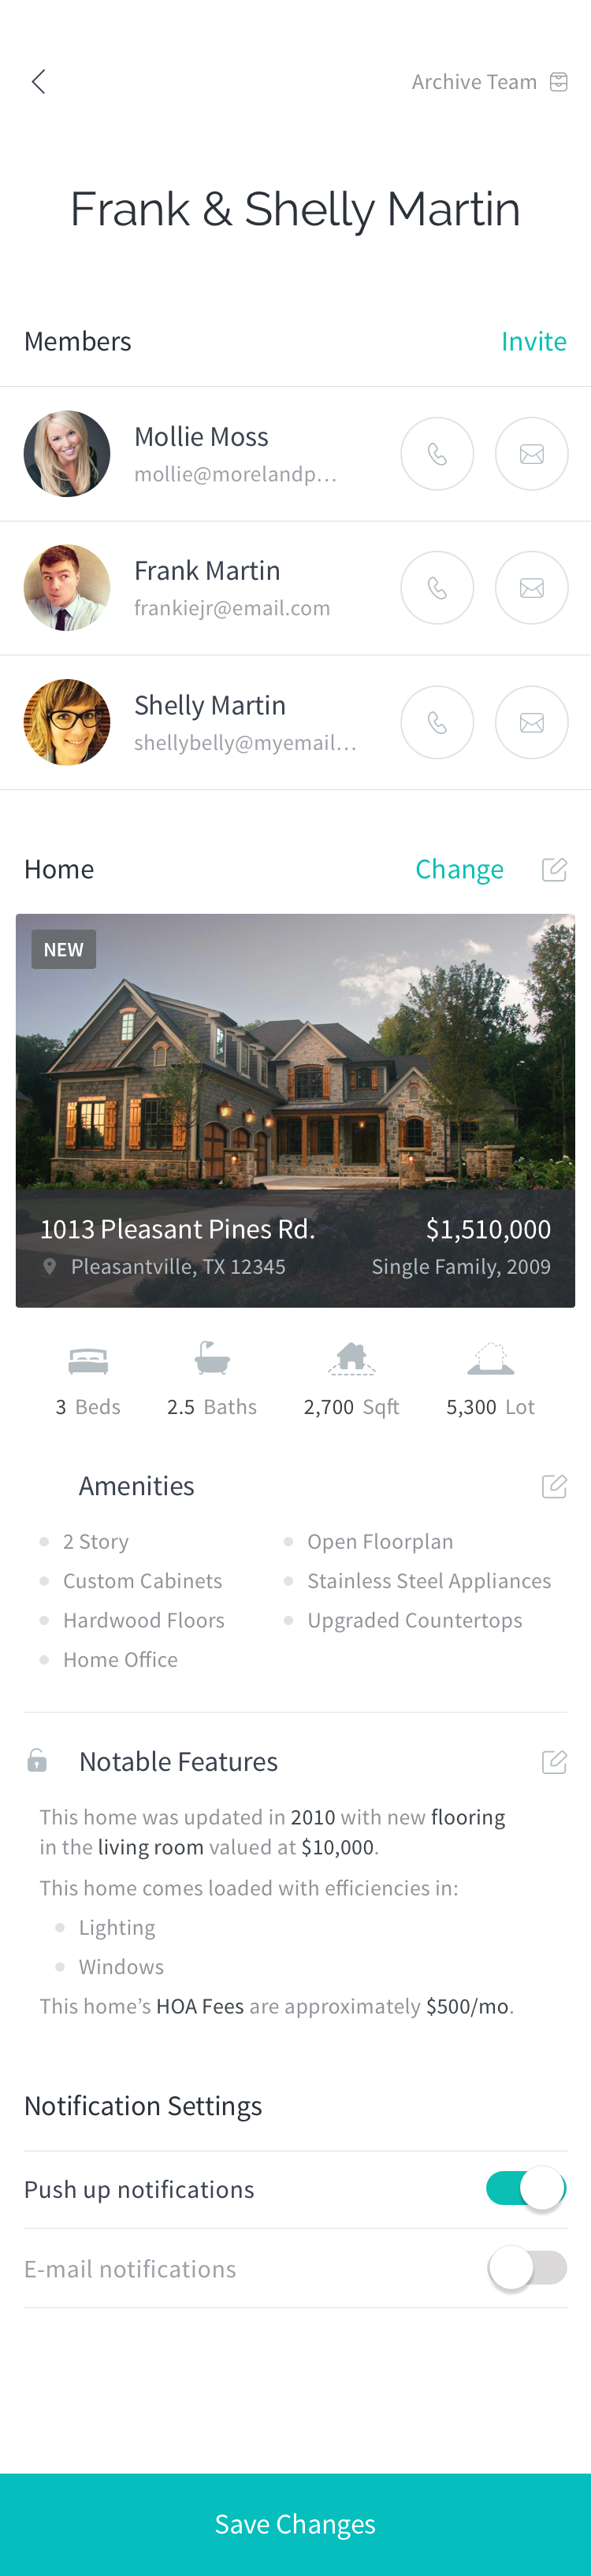 Archive Team
Frank & Shelly Martin
Members
Invite
Mollie Moss
mollie@morelandp...
Frank Martin
frankiejr@email.com
Shelly Martin
shellybelly@myemail...
Home
Change
NEW
1013 Pleasant Pines Rd.
$1,510,000
Pleasantville, TX 12345
Single Family, 2009
3 Beds
2.5 Baths
2,700 Sqft
5,300 Lot
Amenities
2 Story
Open Floorplan
Custom Cabinets
Stainless Steel Appliances
Hardwood Floors
Upgraded Countertops
Home Office
Notable Features
This home was updated in 2010 with new flooring
in the living room valued at $10,000.
This home comes loaded with efficiencies in:
Lighting
Windows
This home’s HOA Fees are approximately $500/mo.
Notification Settings
Push up notifications
E-mail notifications
Save Changes